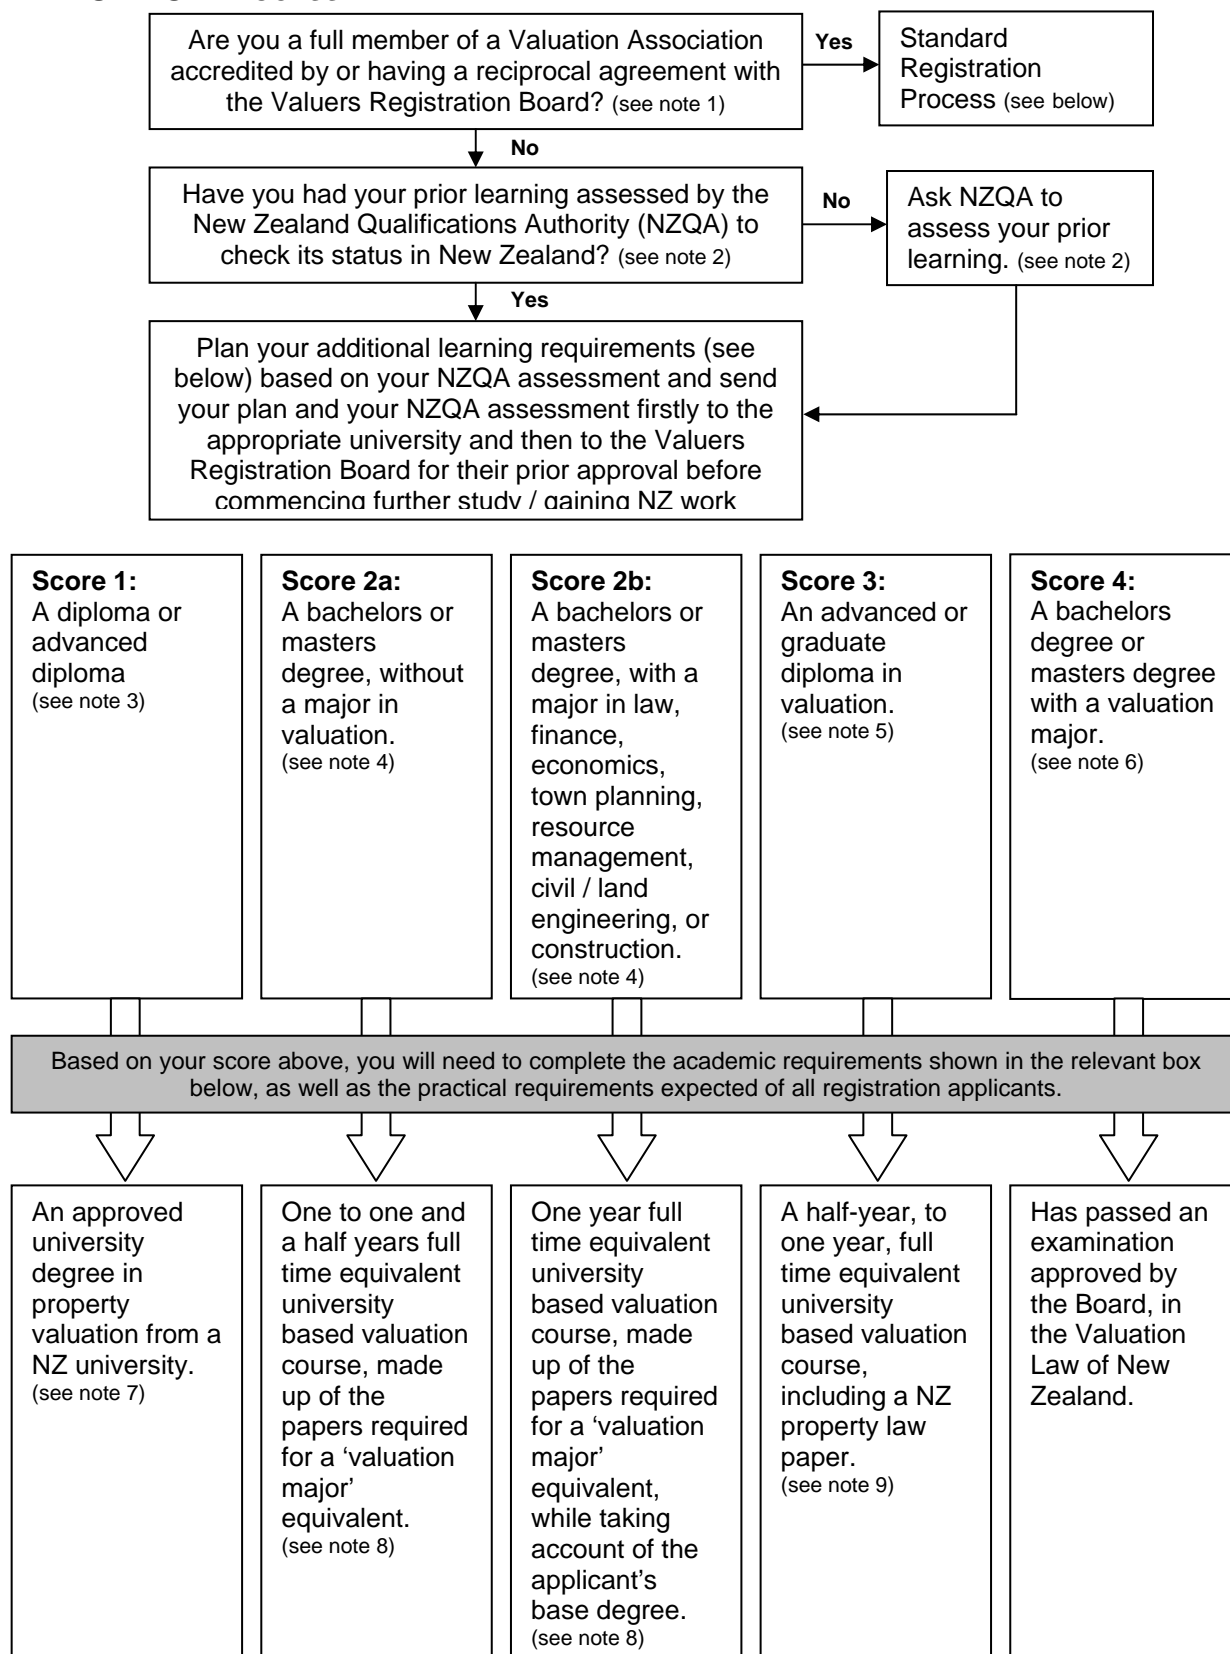 Are you a full member of a Valuation Association
accredited by or having a reciprocal agreement with
the Valuers Registration Board? (see note 1)
Yes
Standard
Registration
Process (see below)
No
Have you had your prior learning assessed by the
New Zealand Qualifications Authority (NZQA) to
check its status in New Zealand? (see note 2)
No
Ask NZQA to
assess your prior
learning. (see note 2)
Yes
Plan your additional learning requirements (see
below) based on your NZQA assessment and send
your plan and your NZQA assessment firstly to the
appropriate university and then to the Valuers
Registration Board for their prior approval before
commencing further study / gaining NZ work
Score 1:
A diploma or
advanced
diploma
(see note 3)
Score 2a:
A bachelors or
masters
degree, without
a major in
valuation.
(see note 4)
Score 2b:
A bachelors or
masters
degree, with a
major in law,
finance,
economics,
town planning,
resource
management,
civil / land
engineering, or
construction.
(see note 4)
Score 3:
An advanced or
graduate
diploma in
valuation.
(see note 5)
Score 4:
A bachelors
degree or
masters degree
with a valuation
major.
(see note 6)
Based on your score above, you will need to complete the academic requirements shown in the relevant box
below, as well as the practical requirements expected of all registration applicants.
An approved
university
degree in
property
valuation from a
NZ university.
(see note 7)
One to one and
a half years full
time equivalent
university
based valuation
course, made
up of the
papers required
for a ‘valuation
major’
equivalent.
(see note 8)
One year full
time equivalent
university
based valuation
course, made
up of the
papers required
for a ‘valuation
major’
equivalent,
while taking
account of the
applicant’s
base degree.
(see note 8)
A half-year, to
one year, full
time equivalent
university
based valuation
course,
including a NZ
property law
paper.
(see note 9)
Has passed an
examination
approved by
the Board, in
the Valuation
Law of New
Zealand.